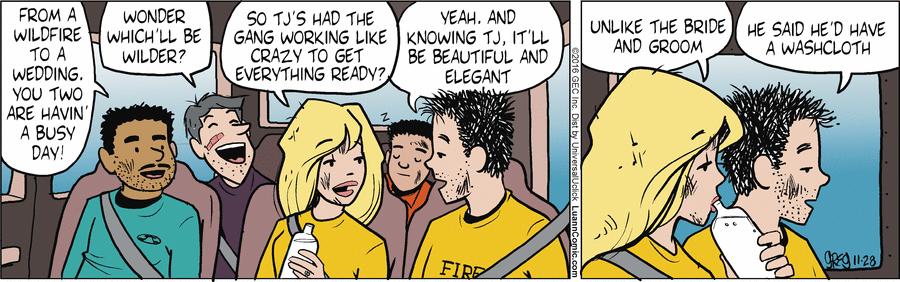 FROM A
WILDFIRE
TO A
WEDDING.
YOU TWO
ARE HAVIN'
A BUSY
DAY!
WONDER
WHICH'LL BE
WILDER?
SO TJ'S HAD THE
GANG WORKING LIKE
CRAZY TO GET
EVERYTHING READY?
YEAH. AND
KNOWING TJ, IT'LL
BE BEAUTIFUL AND
ELEGANT
Z
FIRE
©2016 GEC Inc. Dist by Universal Uclick LuannComic.com
UNLIKE THE BRIDE
AND GROOM
HE SAID HE'D HAVE
A WASHCLOTH
GREG 11·28